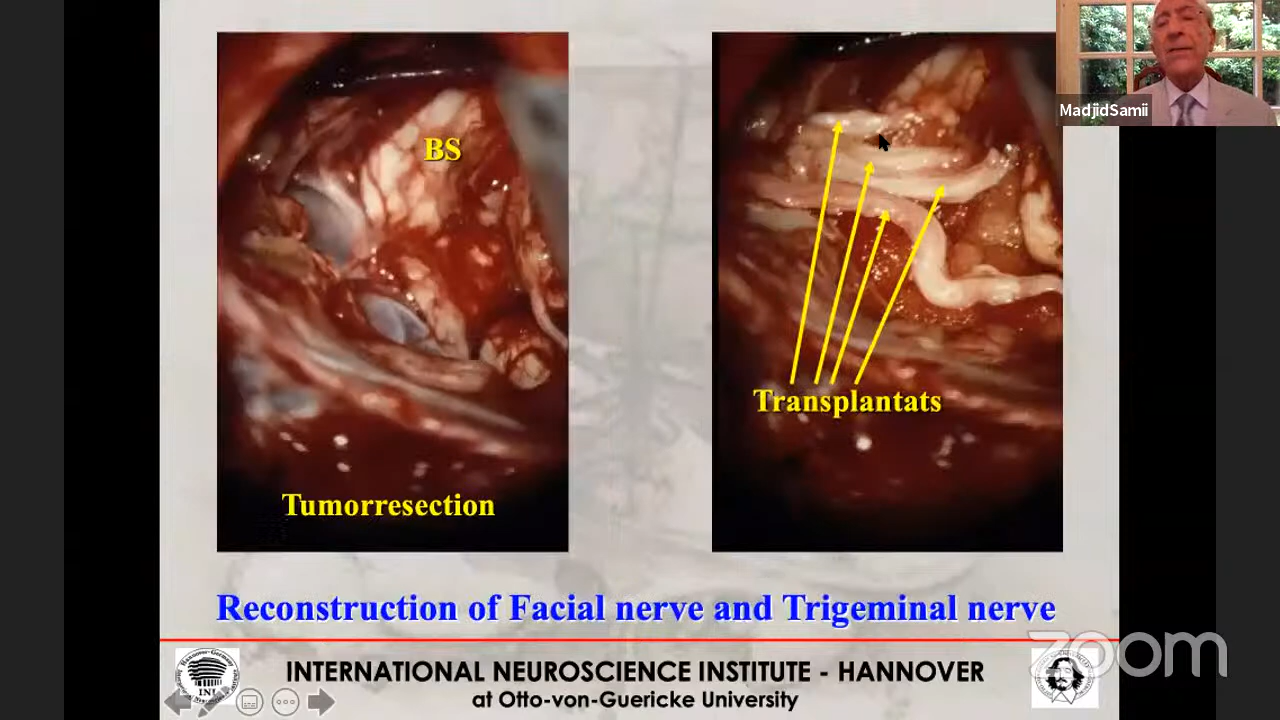 MadjidSamii
BS
Transplantats
Tumorresection
Reconstruction of Facial nerve and Trigeminal nerve
INTERNATIONAL NEUROSCIENCE INSTITUTE - HANNOVER
at Otto-von-Guericke University
INI
zoom